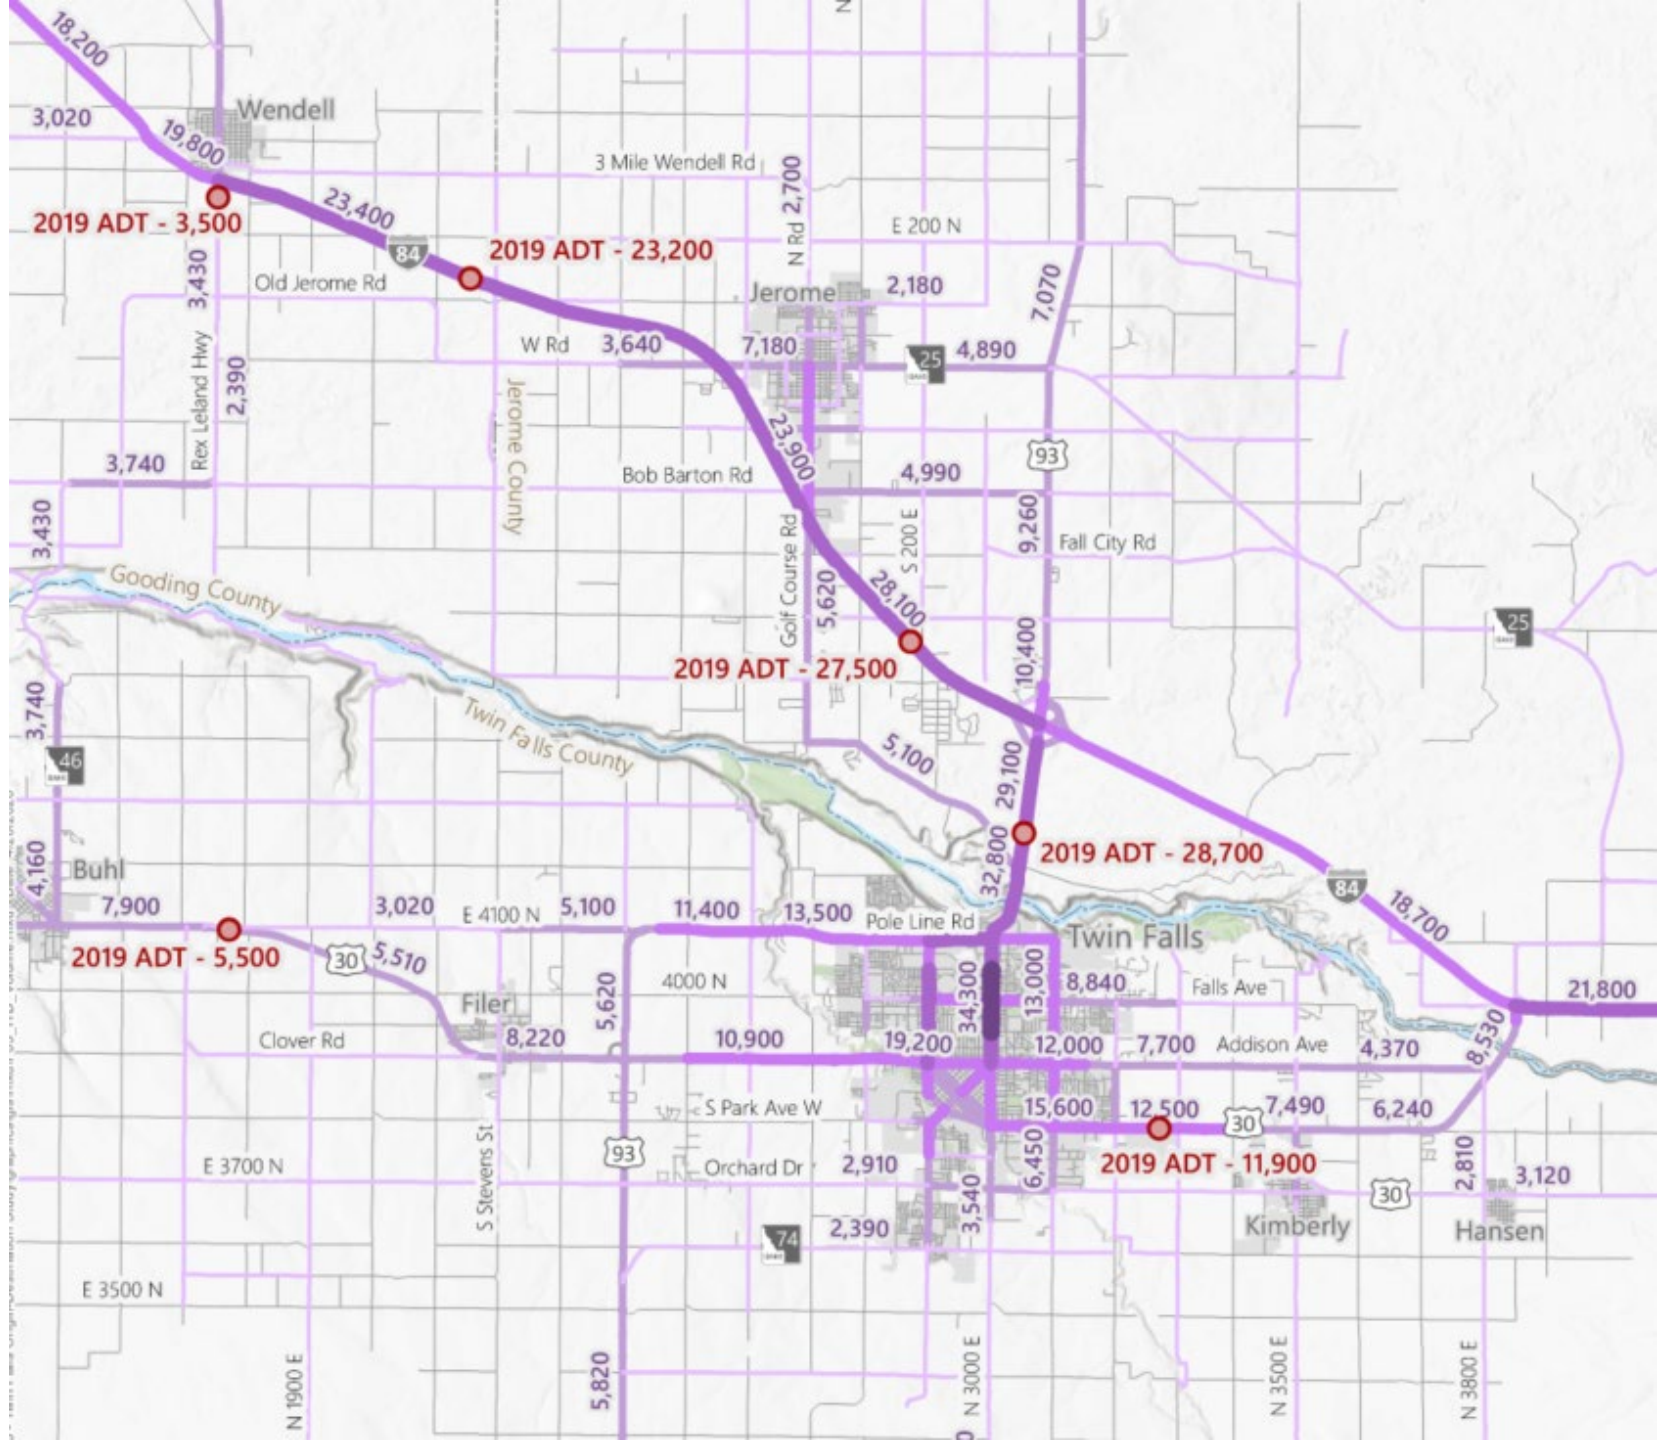 18,200
Wendell
3,020
19,800
3 Mile Wendell Rd
2,700
2019 ADT - 3,500
23,400
84
2019 ADT - 23,200
N Rd
E 200 N
3,430
Old Jerome Rd
Jerome
2,180
7,070
W Rd
3,640
7,180
25
4,890
Rex Leland Hwy
2,390
Jerome County
23,900
93
3,740
Bob Barton Rd
4,990
3,430
Golf Course Rd
S 200 E
9,260
Fall City Rd
Gooding County
5,620
28,100
25
2019 ADT - 27,500
10,400
3,740
Twin Falls County
46
5,100
29,100
32,800
2019 ADT - 28,700
4,160
Buhl
84
7,900
3,020
E 4100 N
5,100
11,400
13,500
Pole Line Rd
18,700
Twin Falls
2019 ADT - 5,500
30
5,510
4000 N
34,300
13,000
8,840
Falls Ave
21,800
Filer
5,620
Clover Rd
8,220
10,900
19,200
12,000
7,700
Addison Ave
4,370
8,530
S Park Ave W
15,600
12,500
30
7,490
6,240
93
E 3700 N
S Stevens St
Orchard Dr
2,910
6,450
2019 ADT - 11,900
2,810
3,120
30
3,540
2,390
74
Kimberly
Hansen
E 3500 N
N 1900 E
5,820
N 3000 E
N 3500 E
N 3800 E